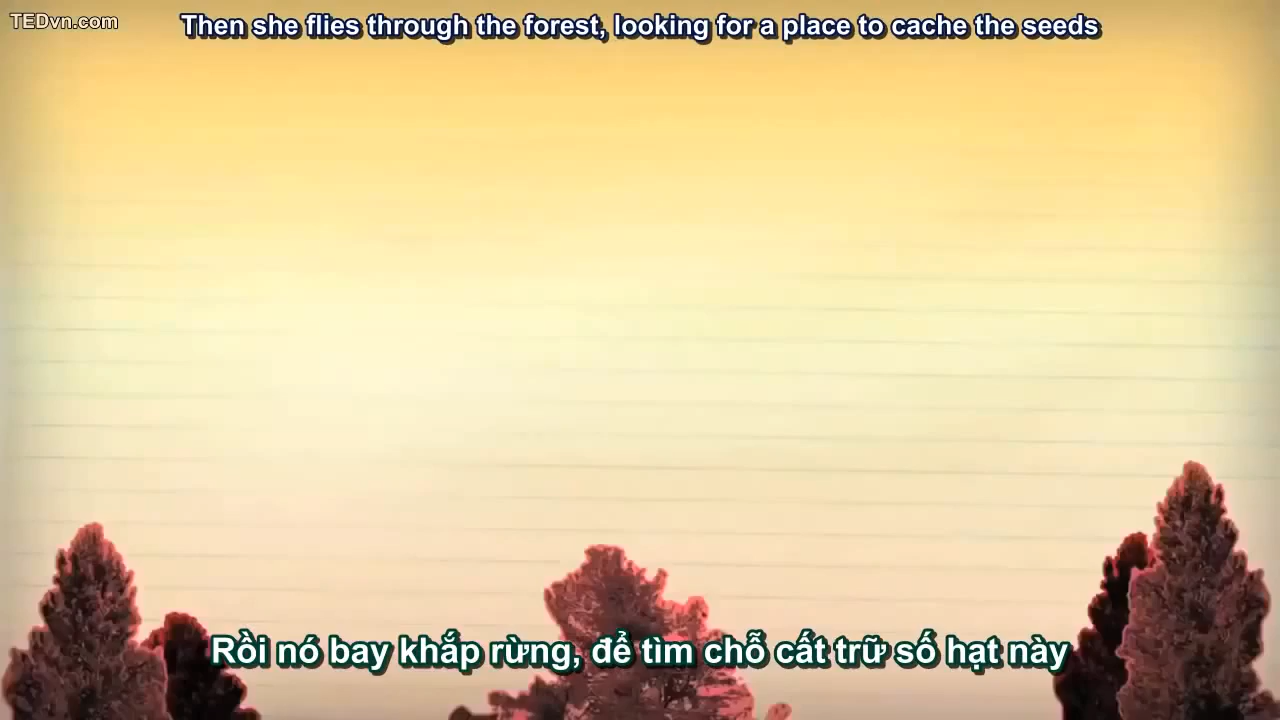 TEDvn.com
Then she flies through the forest, looking for a place to cache the seeds
Rồi nó bay khắp rừng, để tìm chỗ cất trữ số hạt này